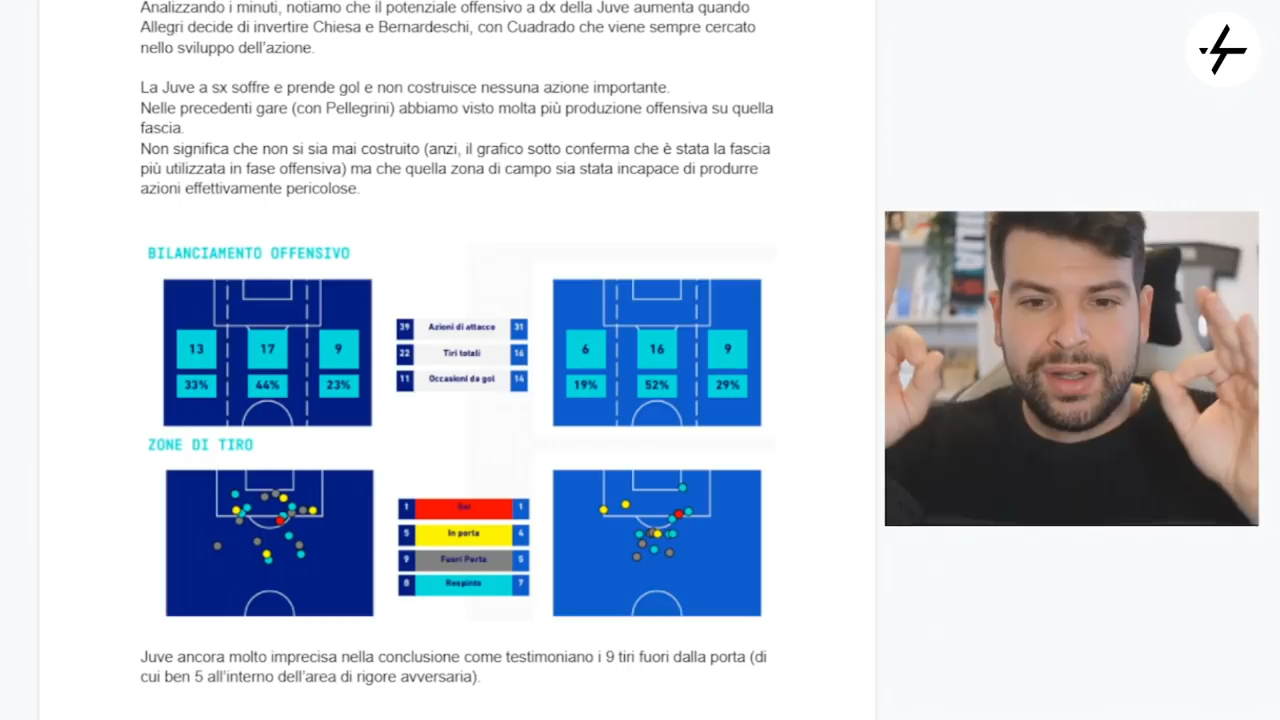 Analizzando i minuti, notiamo che il potenziale offensivo a dx della Juve aumenta quando
Allegri decide di invertire Chiesa e Bernardeschi, con Cuadrado che viene sempre cercato
nello sviluppo dell'azione.
La Juve a sx soffre e prende gol e non costruisce nessuna azione importante.
Nelle precedenti gare (con Pellegrini) abbiamo visto molta più produzione offensiva su quella
fascia.
Non significa che non si sia mai costruito (anzi, il grafico sotto conferma che è stata la fascia
più utilizzata in fase offensiva) ma che quella zona di campo sia stata incapace di produrre
azioni effettivamente pericolose.
BILANCIAMENTO OFFENSIVO
13 17 9
33% 44% 23%
39 Azioni di attacco 31
22 Tiri totali 16
11 Occasioni da gol 14
6 16 9
19% 52% 29%
ZONE DI TIRO
1 Gol 1
5 In porta 4
9 Fuori Porta 5
8 Respinto 7
Juve ancora molto imprecisa nella conclusione come testimoniano i 9 tiri fuori dalla porta (di
cui ben 5 all'interno dell'area di rigore avversaria).